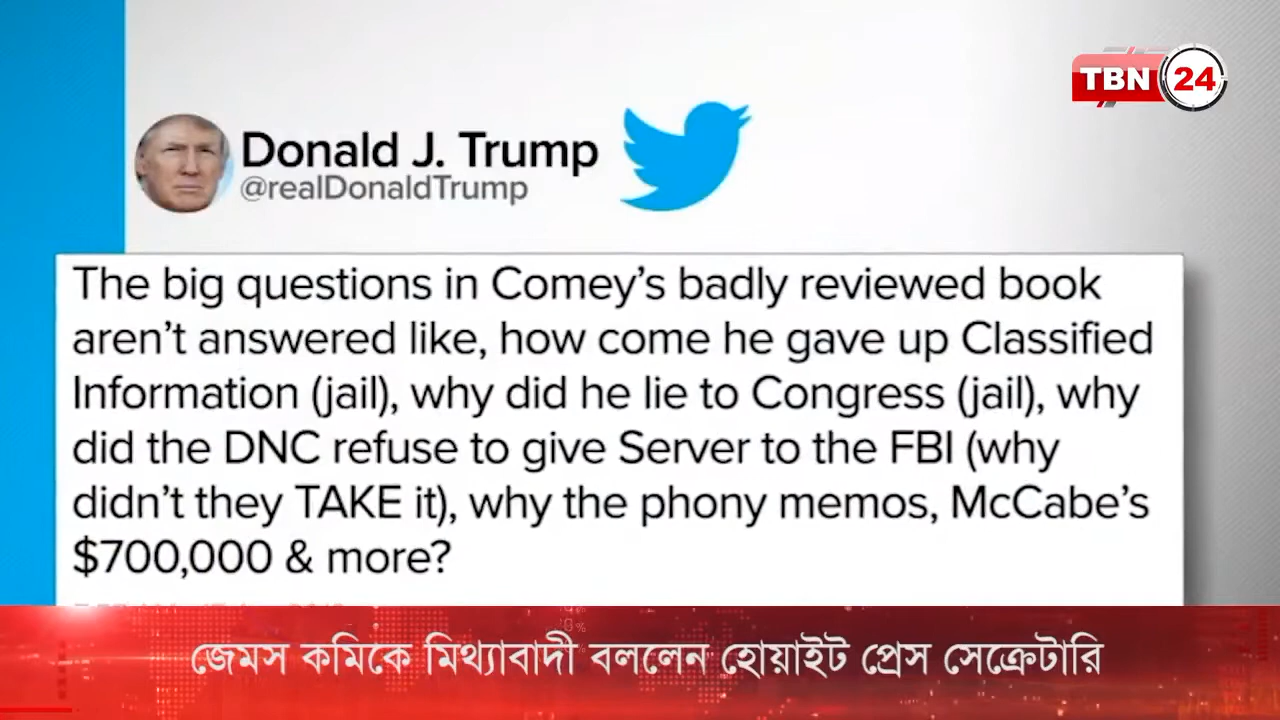 TBN 24
Donald J. Trump
@realDonaldTrump
The big questions in Comey's badly reviewed book
aren't answered like, how come he gave up Classified
Information (jail), why did he lie to Congress (jail), why
did the DNC refuse to give Server to the FBI (why
didn't they TAKE it), why the phony memos, McCabe's
$700,000 & more?
জেমস কমিকে মিথ্যাবাদী বললেন হোয়াইট প্রেস সেক্রেটারি